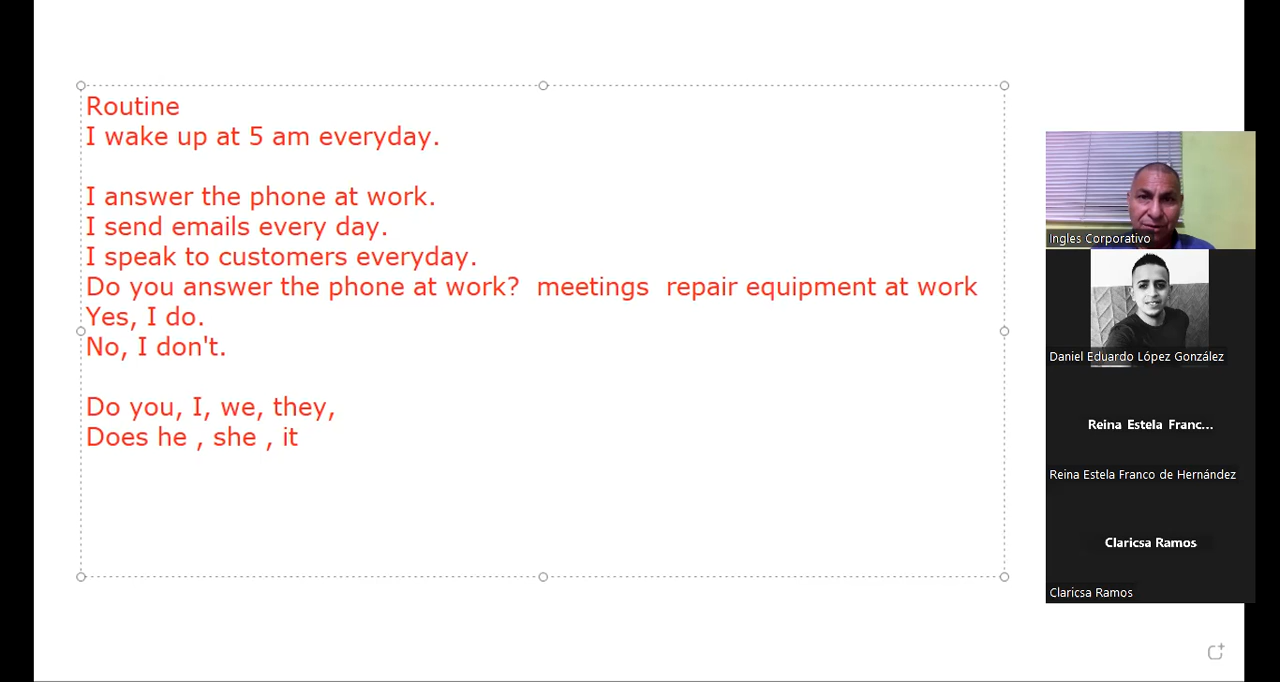 Routine
I wake up at 5 am everyday.
I answer the phone at work.
I send emails every day.
I speak to customers everyday.
Do you answer the phone at work?  meetings  repair equipment at work
Yes, I do.
No, I don't.
Do you, I, we, they,
Does he , she , it
Ingles Corporativo
Daniel Eduardo López González
Reina Estela Franc...
Reina Estela Franco de Hernández
Claricsa Ramos
Claricsa Ramos